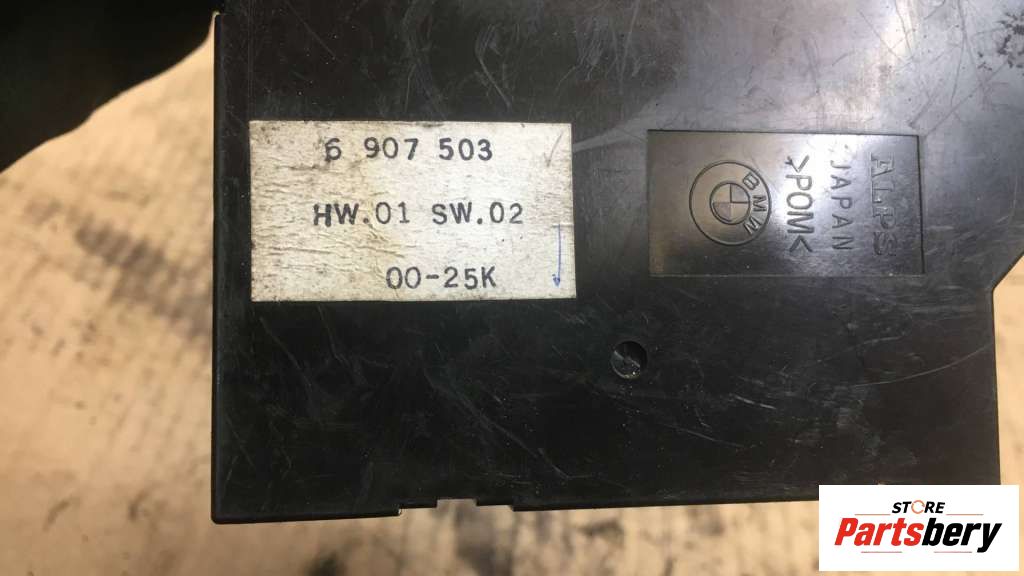 6 907 503
HW.01 SW.02
00-25K
BMW
ALPS
JAPAN
>POM<
STORE
Partsbery